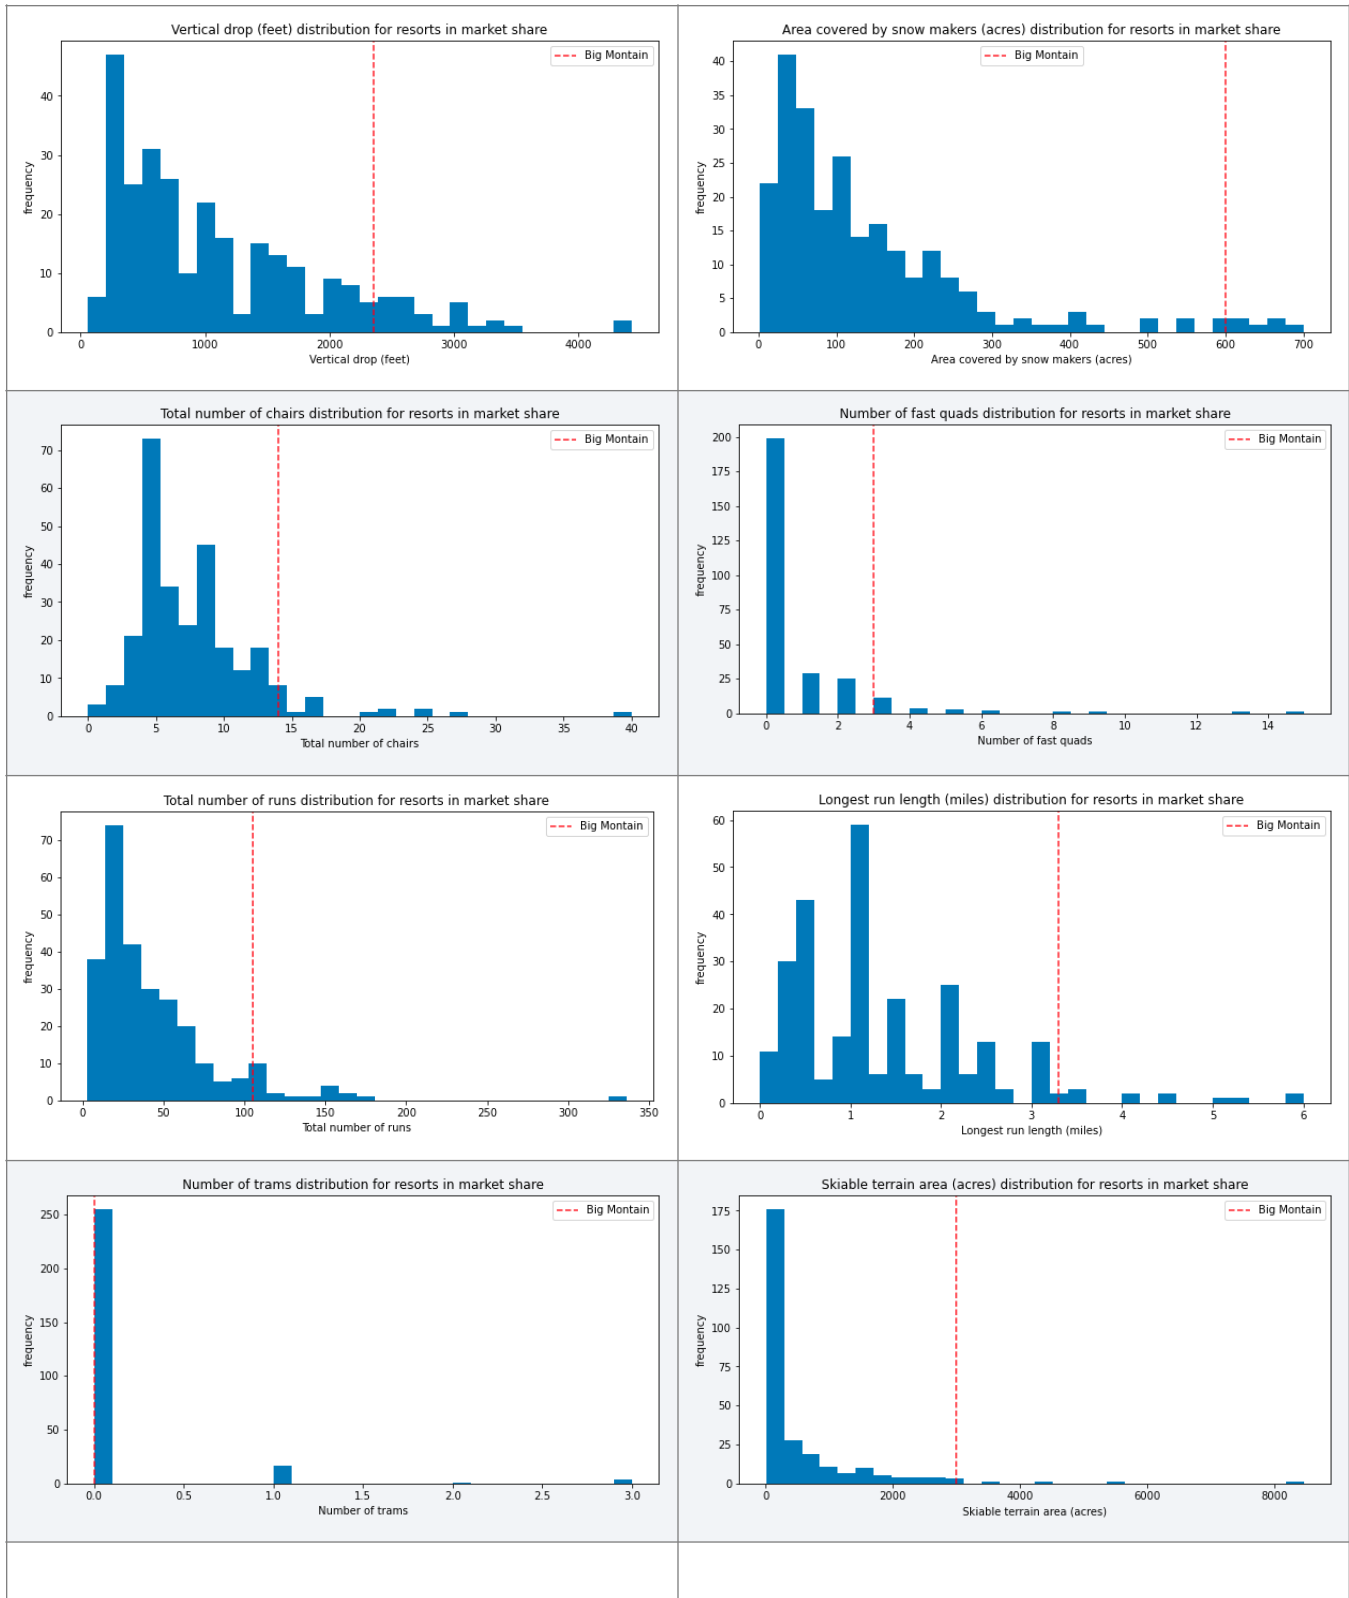 Vertical drop (feet) distribution for resorts in market share
Big Montain
frequency
40
30
20
10
0
0 1000 2000 3000 4000
Vertical drop (feet)
Area covered by snow makers (acres) distribution for resorts in market share
Big Montain
frequency
40
35
30
25
20
15
10
5
0
0 100 200 300 400 500 600 700
Area covered by snow makers (acres)
Total number of chairs distribution for resorts in market share
Big Montain
frequency
70
60
50
40
30
20
10
0
0 5 10 15 20 25 30 35 40
Total number of chairs
Number of fast quads distribution for resorts in market share
Big Montain
frequency
200
175
150
125
100
75
50
25
0
0 2 4 6 8 10 12 14
Number of fast quads
Total number of runs distribution for resorts in market share
Big Montain
frequency
70
60
50
40
30
20
10
0
0 50 100 150 200 250 300 350
Total number of runs
Longest run length (miles) distribution for resorts in market share
Big Montain
frequency
60
50
40
30
20
10
0
0 1 2 3 4 5 6
Longest run length (miles)
Number of trams distribution for resorts in market share
Big Montain
frequency
250
200
150
100
50
0
0.0 0.5 1.0 1.5 2.0 2.5 3.0
Number of trams
Skiable terrain area (acres) distribution for resorts in market share
Big Montain
frequency
175
150
125
100
75
50
25
0
0 2000 4000 6000 8000
Skiable terrain area (acres)